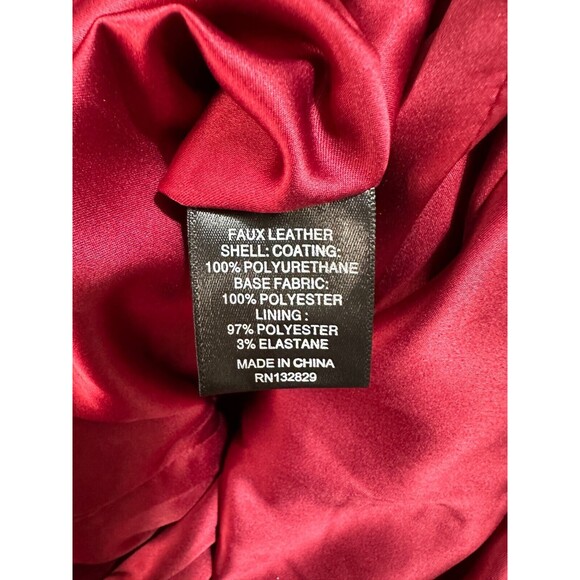 FAUX LEATHER
SHELL: COATING:
100% POLYURETHANE
BASE FABRIC:
100% POLYESTER
LINING :
97% POLYESTER
3% ELASTANE
MADE IN CHINA
RN132829